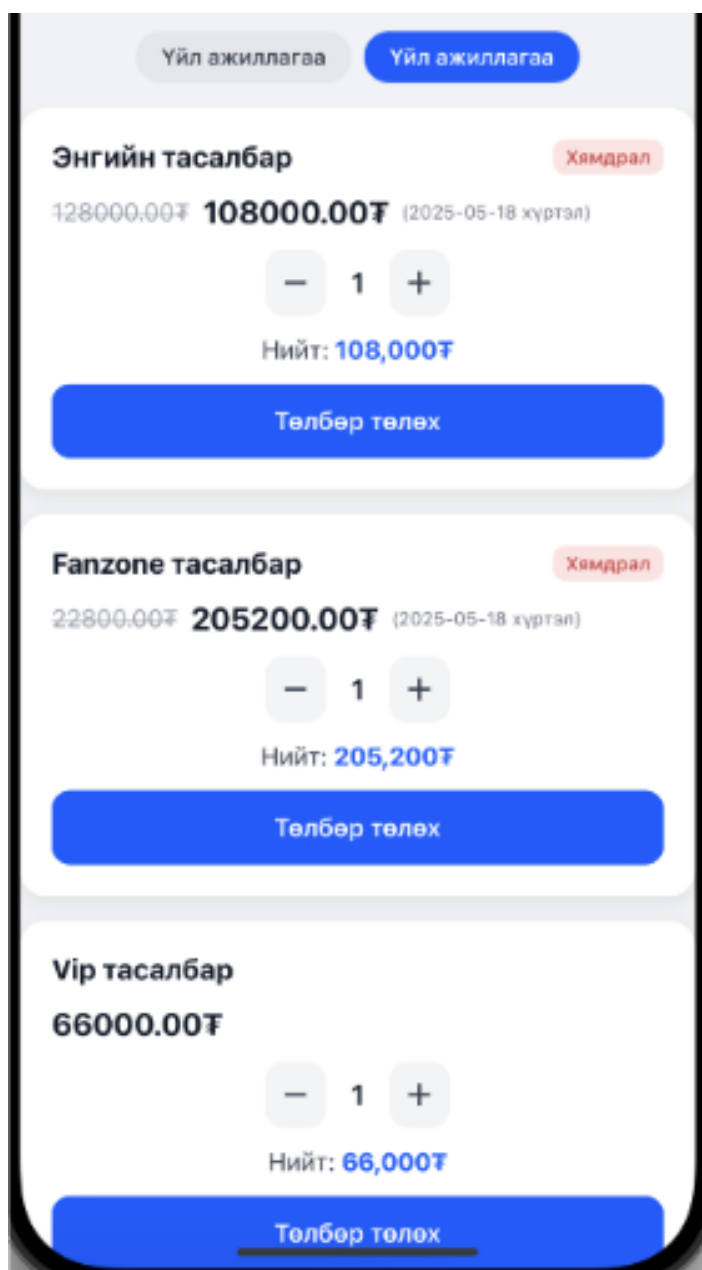 Үйл ажиллагаа Үйл ажиллагаа
Энгийн тасалбар Хямдрал
128000.00₮ 108000.00₮ (2025-05-18 хүртэл)
− 1 +
Нийт: 108,000₮
Төлбөр төлөх
Fanzone тасалбар Хямдрал
22800.00₮ 205200.00₮ (2025-05-18 хүртэл)
− 1 +
Нийт: 205,200₮
Төлбөр төлөх
Vip тасалбар
66000.00₮
− 1 +
Нийт: 66,000₮
Төлбөр төлөх